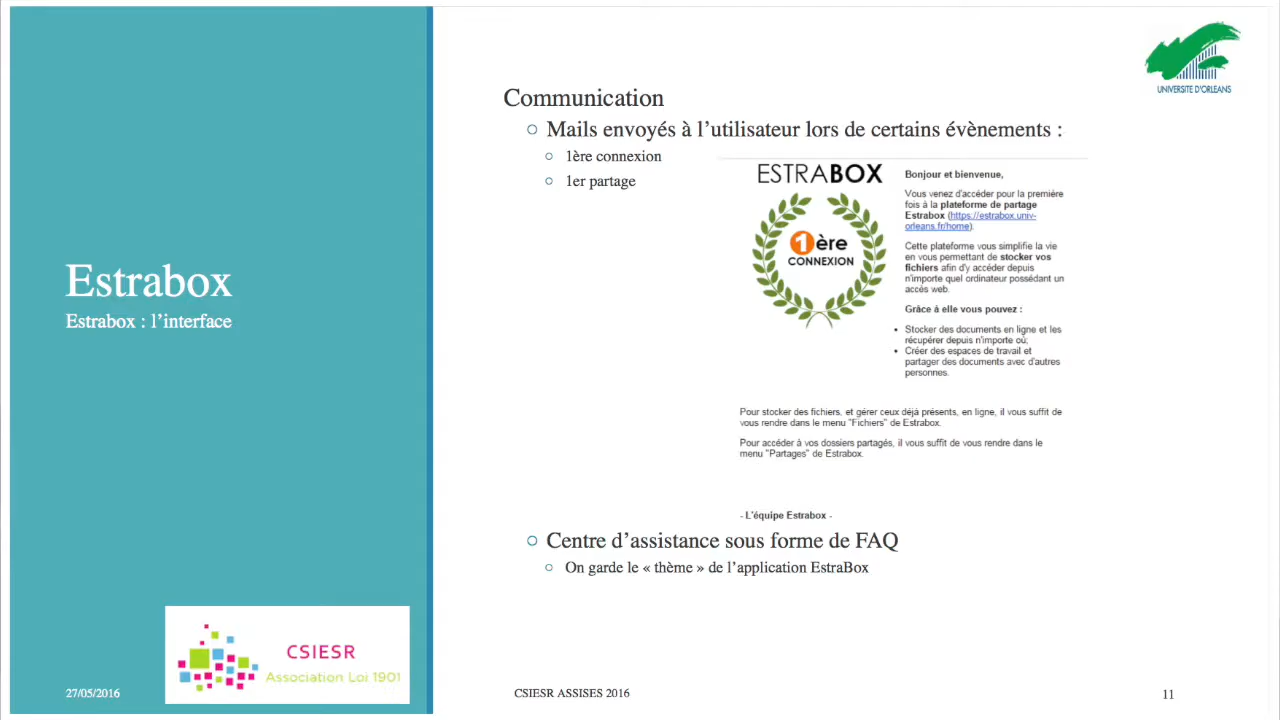 UNIVERSITE D'ORLEANS
Communication
Mails envoyés à l’utilisateur lors de certains évènements :
1ère connexion
1er partage
ESTRABOX
1ère
CONNEXION
Bonjour et bienvenue,
Vous venez d'accéder pour la première
fois à la plateforme de partage
Estrabox (https://estrabox.univ-
orleans.fr/home).
Cette plateforme vous simplifie la vie
en vous permettant de stocker vos
fichiers afin d'y accéder depuis
n'importe quel ordinateur possédant un
accès web.
Grâce à elle vous pouvez :
Stocker des documents en ligne et les
récupérer depuis n'importe où;
Créer des espaces de travail et
partager des documents avec d'autres
personnes.
Pour stocker des fichiers, et gérer ceux déjà présents, en ligne, il vous suffit de
vous rendre dans le menu "Fichiers" de Estrabox.
Pour accéder à vos dossiers partagés, il vous suffit de vous rendre dans le
menu "Partages" de Estrabox.
- L'équipe Estrabox -
Centre d’assistance sous forme de FAQ
On garde le « thème » de l’application EstraBox
Estrabox
Estrabox : l’interface
CSIESR
Association Loi 1901
27/05/2016
CSIESR ASSISES 2016
11